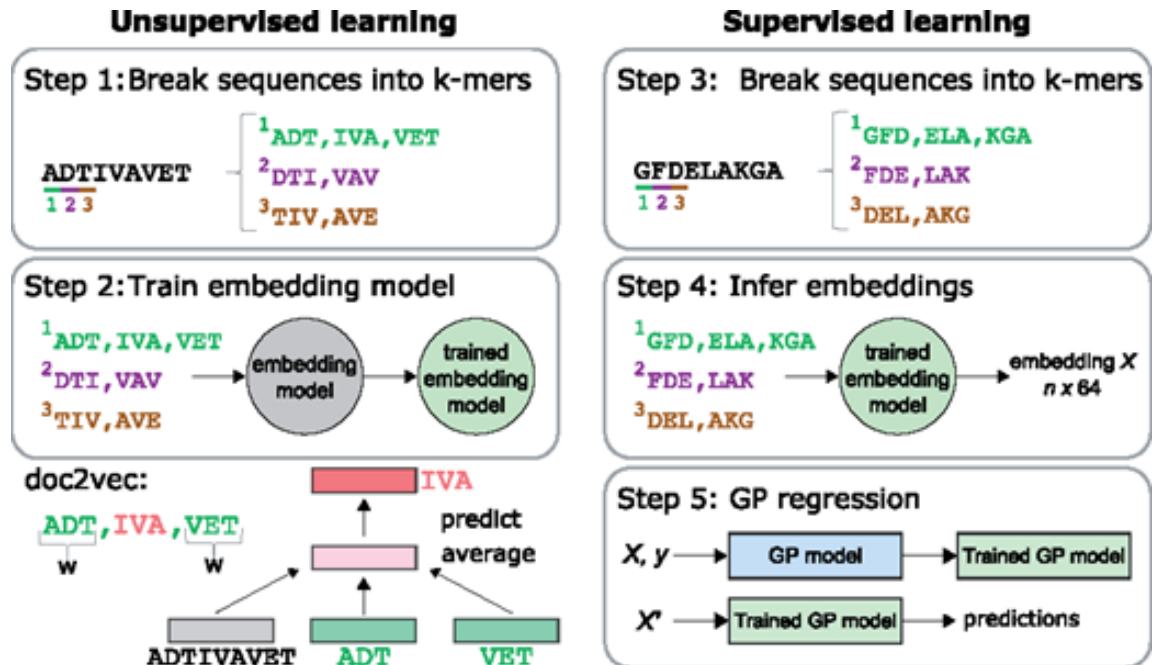 Unsupervised learning
Step 1: Break sequences into k-mers
ADTIVAVET
1 2 3
1ADT,IVA,VET
2DTI,VAV
3TIV,AVE
Step 2: Train embedding model
1ADT,IVA,VET
2DTI,VAV
3TIV,AVE
embedding
model
trained
embedding
model
doc2vec:
ADT,IVA,VET
w w
IVA
predict
average
ADTIVAVET ADT VET
Supervised learning
Step 3: Break sequences into k-mers
GFDELAKGA
1 2 3
1GFD,ELA,KGA
2FDE,LAK
3DEL,AKG
Step 4: Infer embeddings
1GFD,ELA,KGA
2FDE,LAK
3DEL,AKG
trained
embedding
model
embedding X
n x 64
Step 5: GP regression
X, y GP model Trained GP model
X' Trained GP model predictions